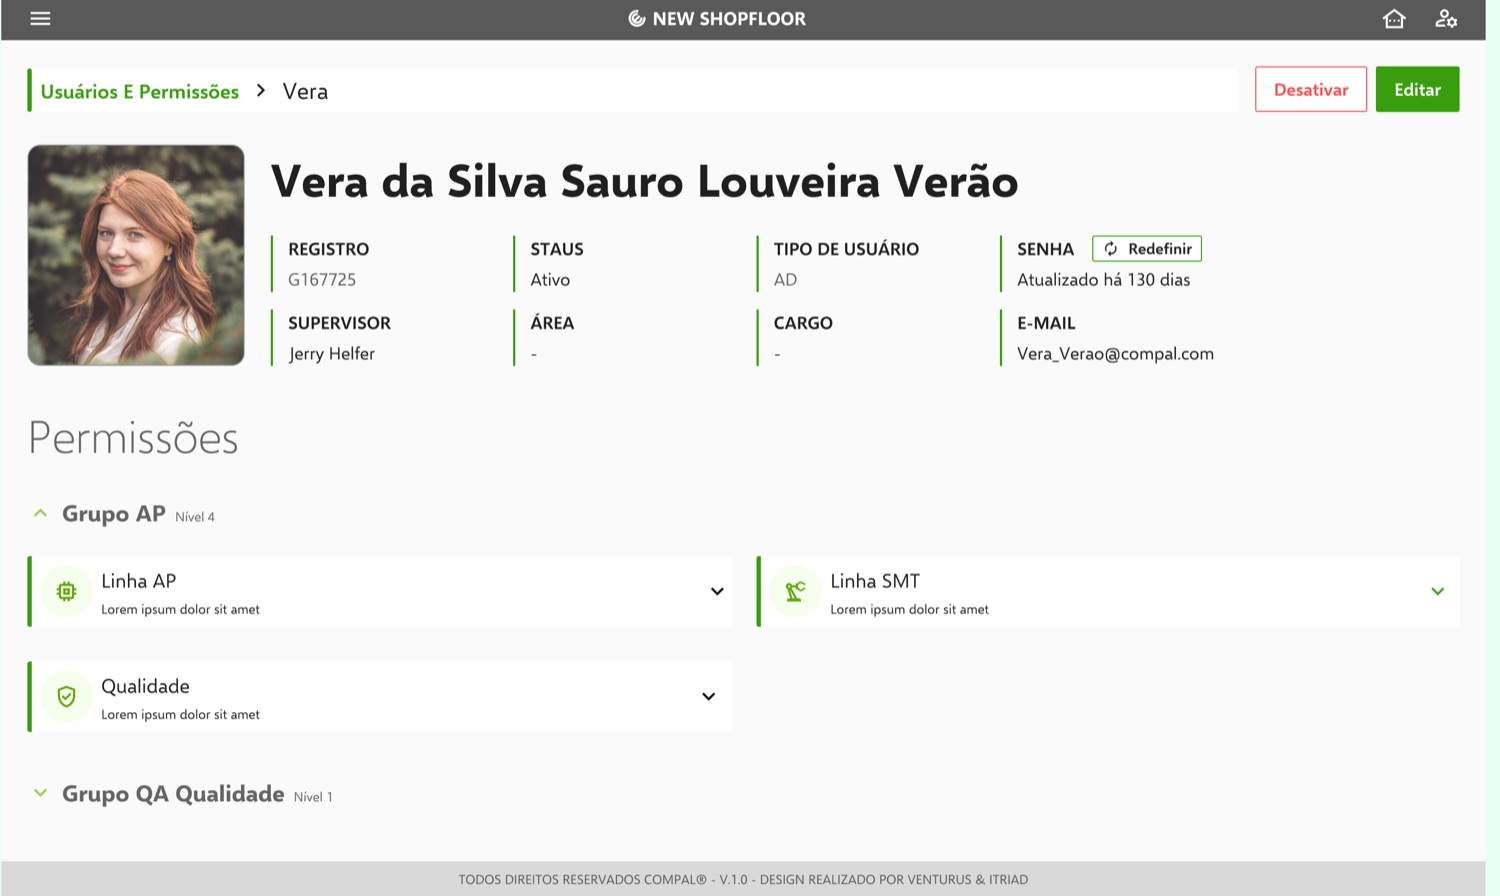 NEW SHOPFLOOR
Usuários E Permissões > Vera
Desativar
Editar
Vera da Silva Sauro Louveira Verão
REGISTRO
G167725
STAUS
Ativo
TIPO DE USUÁRIO
AD
SENHA
Redefinir
Atualizado há 130 dias
SUPERVISOR
Jerry Helfer
ÁREA
-
CARGO
-
E-MAIL
Vera_Verao@compal.com
Permissões
Grupo AP Nível 4
Linha AP
Lorem ipsum dolor sit amet
Linha SMT
Lorem ipsum dolor sit amet
Qualidade
Lorem ipsum dolor sit amet
Grupo QA Qualidade Nível 1
TODOS DIREITOS RESERVADOS COMPAL® - V.1.0 - DESIGN REALIZADO POR VENTURUS & ITRIAD